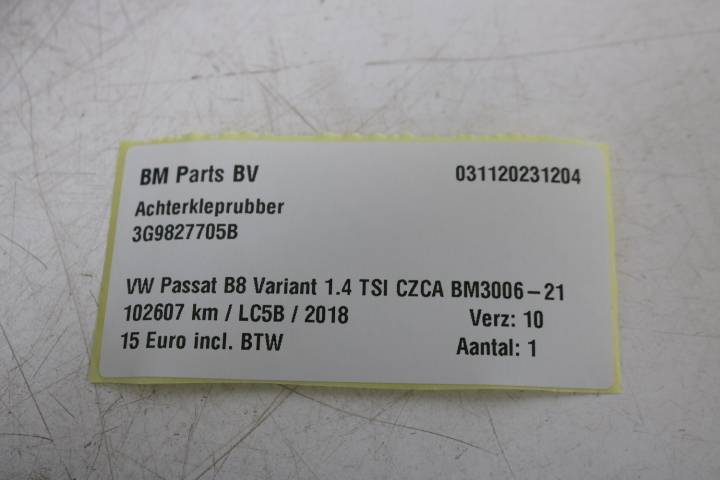 BM Parts BV 031120231204
Achterkleprubber
3G9827705B
VW Passat B8 Variant 1.4 TSI CZCA BM3006-21
102607 km / LC5B / 2018 Verz: 10
15 Euro incl. BTW Aantal: 1